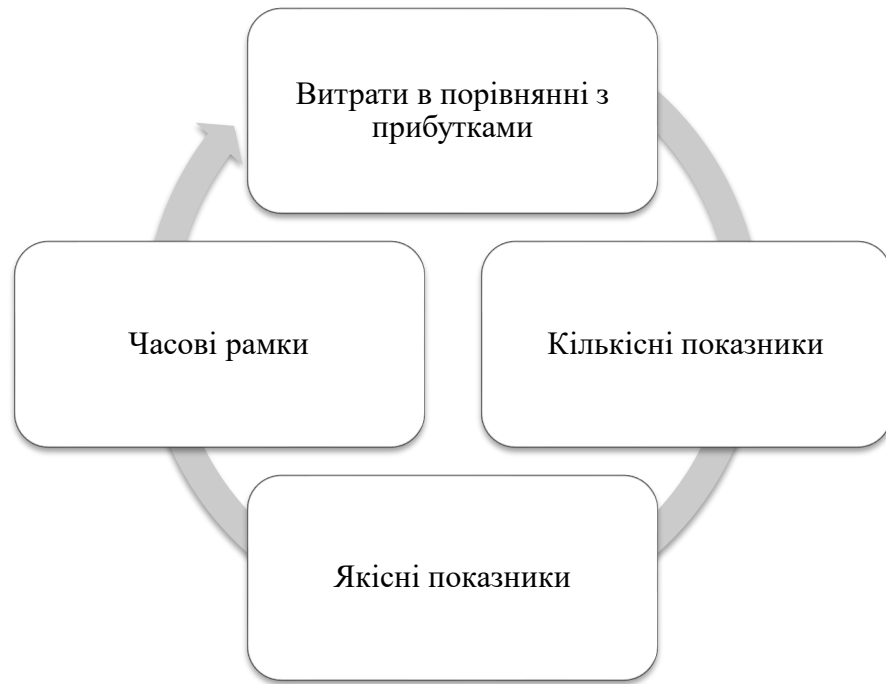 Витрати в порівнянні з
прибутками
Часові рамки
Кількісні показники
Якісні показники